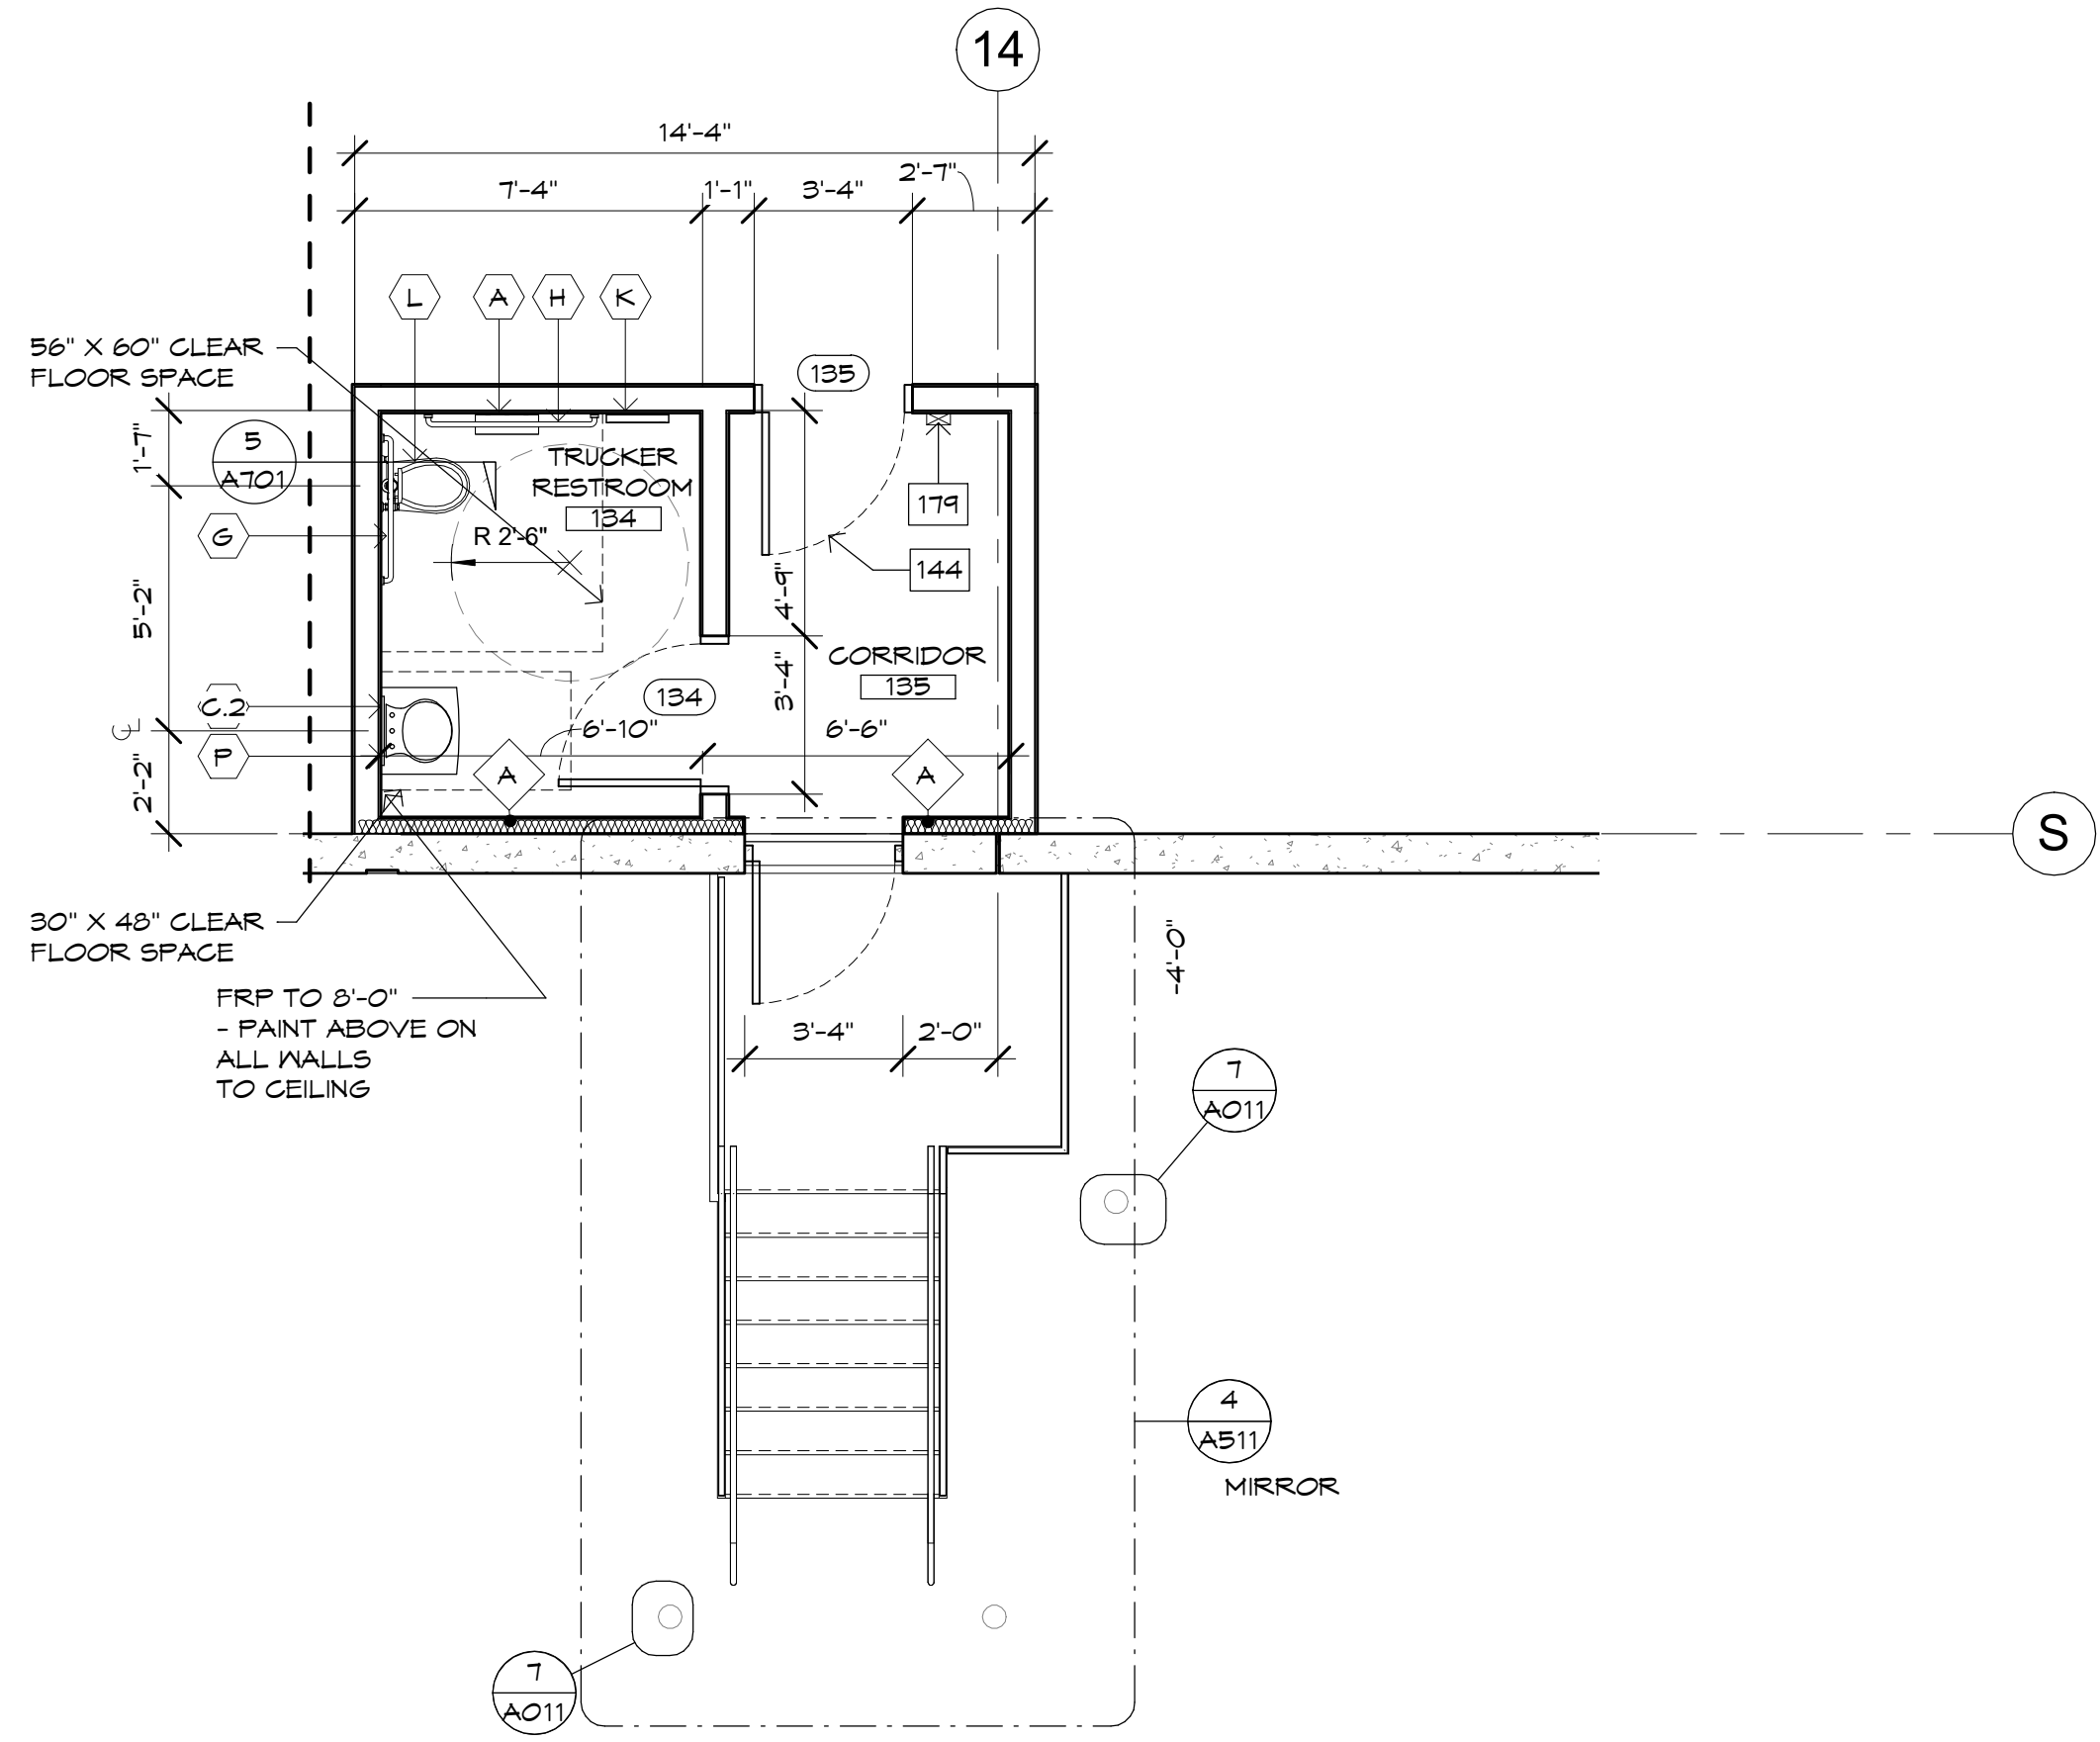 14
14'-4"
2'-7"
7'-4"
1'-1"
3'-4"
L
A
H
K
56" X 60" CLEAR
FLOOR SPACE
135
5
A701
1'-7"
TRUCKER
RESTROOM
134
179
G
R 2'-6"
144
4'-9"
5'-2"
CORRIDOR
135
3'-4"
134
C.2
6'-10"
6'-6"
CL
P
A
A
2'-2"
S
30" X 48" CLEAR
FLOOR SPACE
-4'-0"
FRP TO 8'-0"
- PAINT ABOVE ON
ALL WALLS
TO CEILING
3'-4"
2'-0"
7
A011
4
A511
MIRROR
7
A011